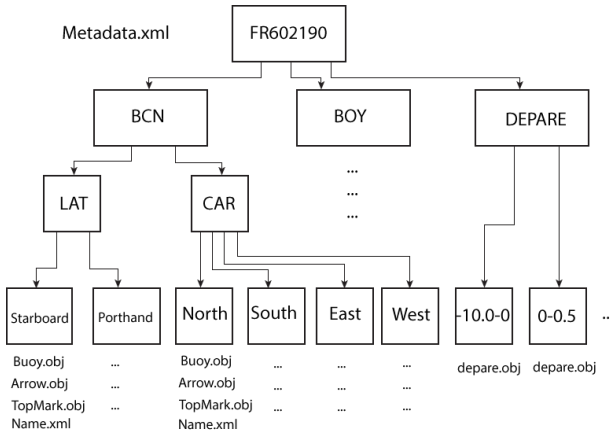 Metadata.xml
FR602190
BCN
BOY
DEPARE
...
...
...
LAT
CAR
Starboard
Porthand
North
South
East
West
-10.0-0
0-0.5
..
Buoy.obj
...
Buoy.obj
...
...
...
depare.obj
depare.obj
Arrow.obj
...
Arrow.obj
...
...
...
TopMark.obj
...
TopMark.obj
...
...
...
Name.xml
Name.xml